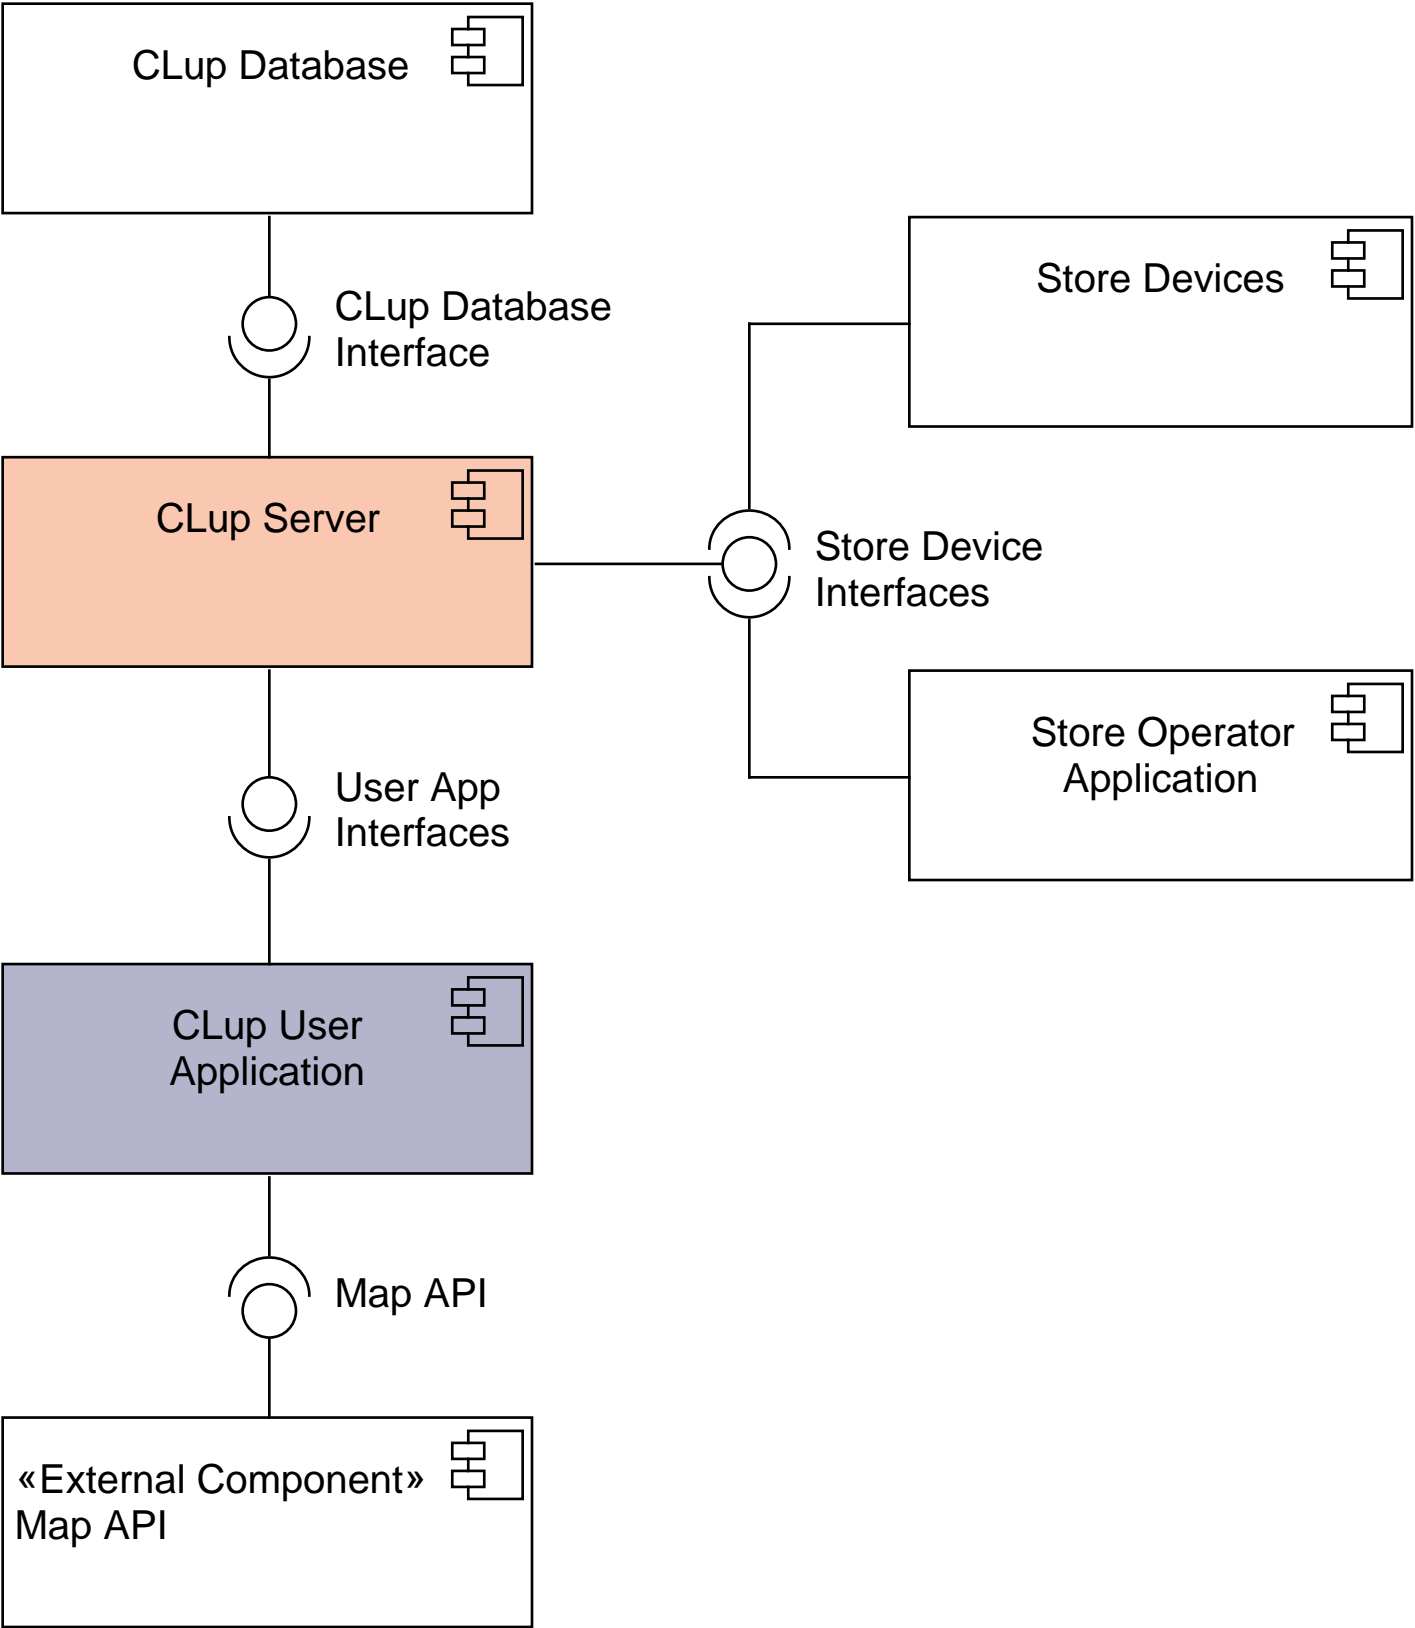 CLup Database
CLup Database
Interface
Store Devices
CLup Server
Store Device
Interfaces
Store Operator
Application
User App
Interfaces
CLup User
Application
Map API
«External Component»
Map API